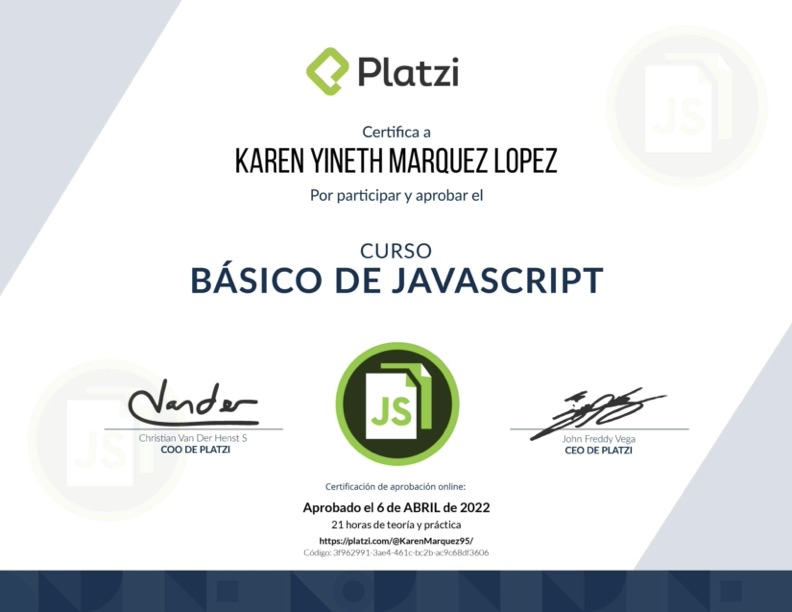 Platzi
Certifica a
KAREN YINETH MARQUEZ LOPEZ
Por participar y aprobar el
CURSO
BÁSICO DE JAVASCRIPT
JS
JS
JS
Vander
Christian Van Der Henst S
COO DE PLATZI
John Freddy Vega
CEO DE PLATZI
Certificación de aprobación online:
Aprobado el 6 de ABRIL de 2022
21 horas de teoría y práctica
https://platzi.com/@KarenMarquez95/
Código: 3f962991-3ae4-461c-bc2b-ac9c68df3606